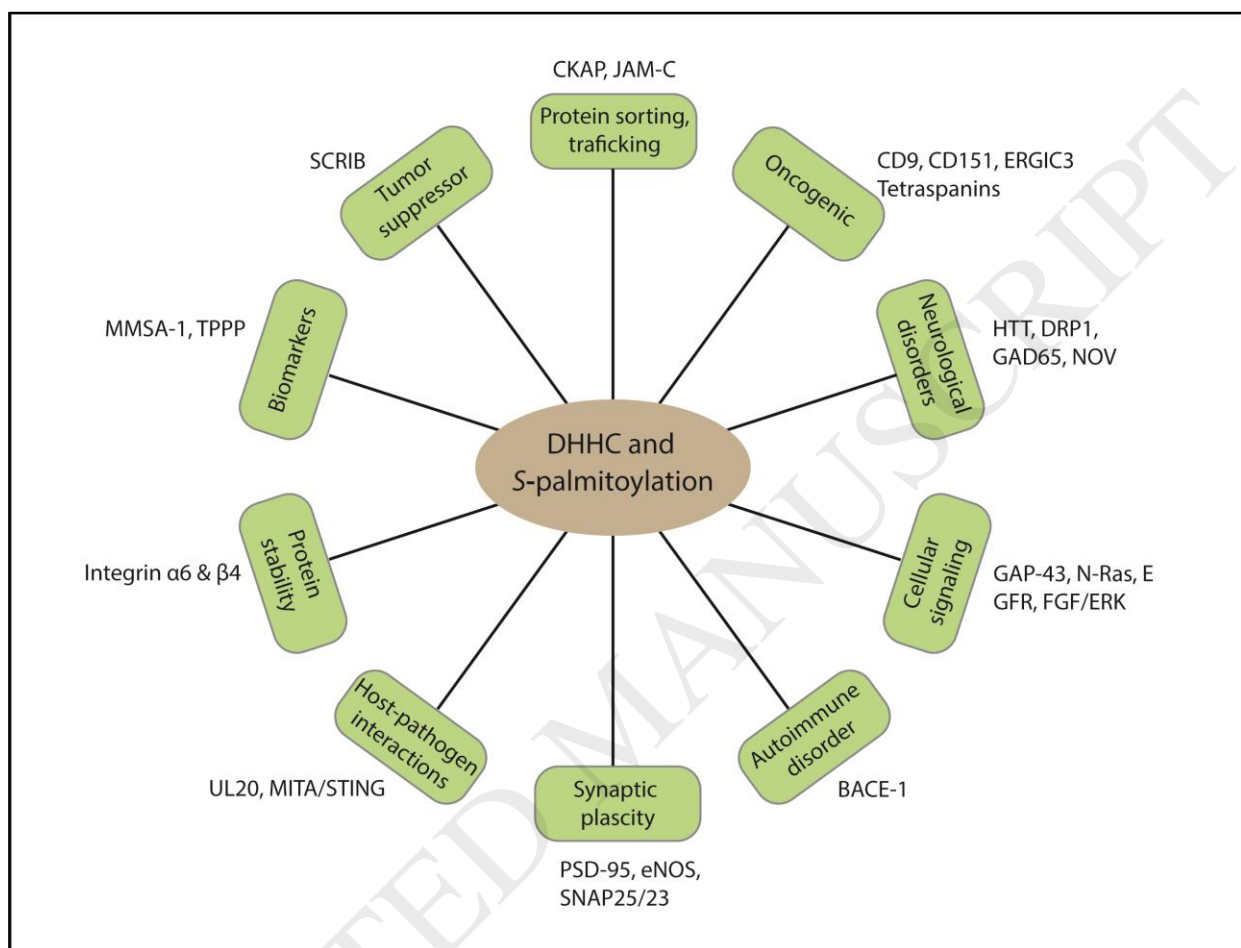 CKAP, JAM-C
Protein sorting,
traficking
SCRIB
Tumor
suppressor
Oncogenic
CD9, CD151, ERGIC3
Tetraspanins
MMSA-1, TPPP
Biomarkers
Neurological
disorders
HTT, DRP1,
GAD65, NOV
DHHC and
S-palmitoylation
Integrin α6 & β4
Protein
stability
Cellular
signaling
GAP-43, N-Ras, E
GFR, FGF/ERK
Host-pathogen
interactions
UL20, MITA/STING
Autoimmune
disorder
BACE-1
Synaptic
plascity
PSD-95, eNOS,
SNAP25/23
TED MANUSCRIPT